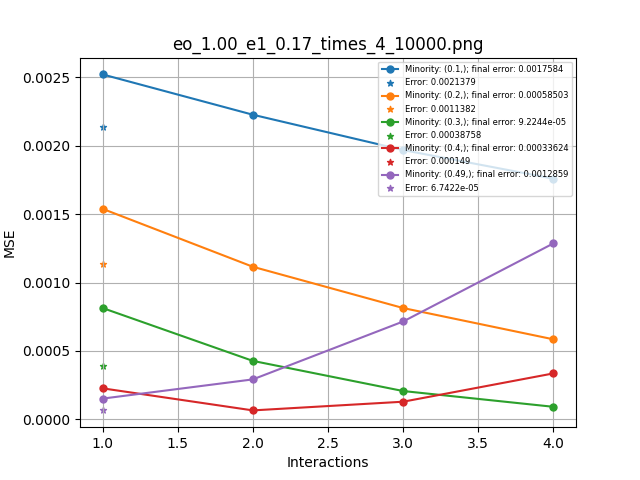 eo_1.00_e1_0.17_times_4_10000.png
Minority: (0.1,); final error: 0.0017584
Error: 0.0021379
Minority: (0.2,); final error: 0.00058503
Error: 0.0011382
Minority: (0.3,); final error: 9.2244e-05
Error: 0.00038758
Minority: (0.4,); final error: 0.00033624
Error: 0.000149
Minority: (0.49,); final error: 0.0012859
Error: 6.7422e-05
MSE
0.0025
0.0020
0.0015
0.0010
0.0005
0.0000
1.0 1.5 2.0 2.5 3.0 3.5 4.0
Interactions